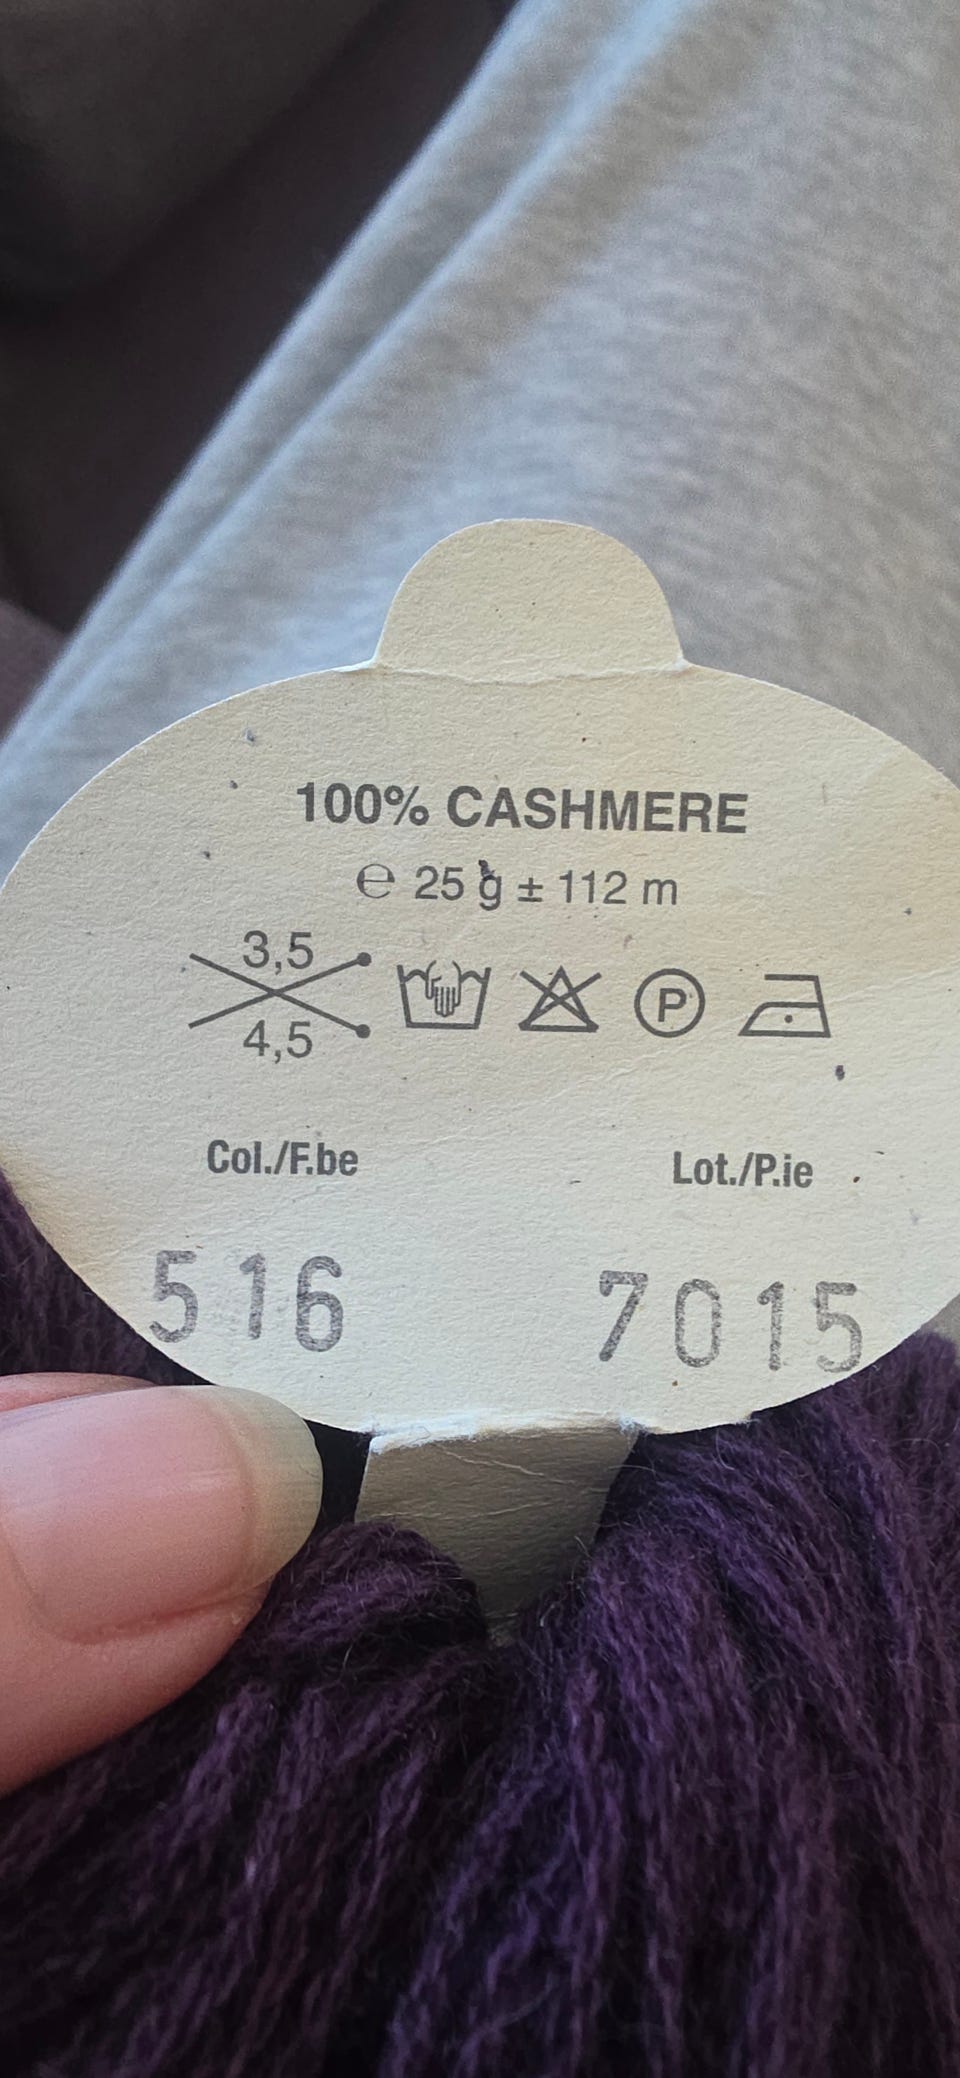 100% CASHMERE
℮ 25 g ± 112 m
3,5
4,5
P
Col./F.be Lot./P.ie
516 7015